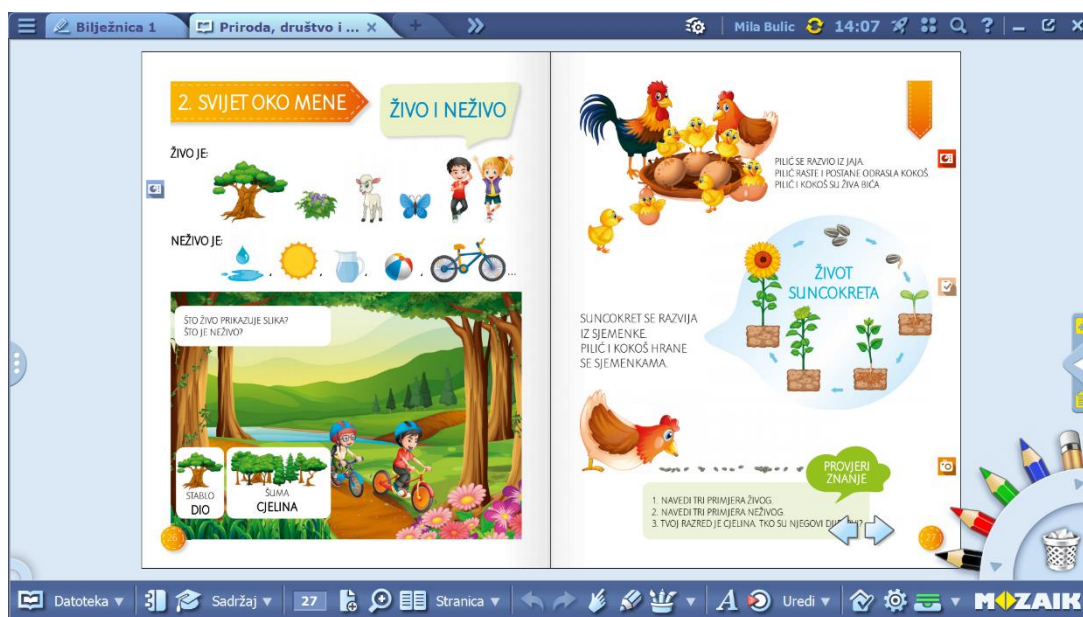 Bilježnica 1
Priroda, društvo i ...
Mila Bulic
14:07
2. SVIJET OKO MENE
ŽIVO I NEŽIVO
ŽIVO JE:
NEŽIVO JE:
, , , , ...
ŠTO ŽIVO PRIKAZUJE SLIKA?
ŠTO JE NEŽIVO?
STABLO
DIO
ŠUMA
CJELINA
26
PILIĆ SE RAZVIO IZ JAJA.
PILIĆ RASTE I POSTANE ODRASLA KOKOŠ.
PILIĆ I KOKOŠ SU ŽIVA BIĆA.
ŽIVOT
SUNCOKRETA
SUNCOKRET SE RAZVIJA
IZ SJEMENKE.
PILIĆ I KOKOŠ HRANE
SE SJEMENKAMA.
PROVJERI
ZNANJE
1. NAVEDI TRI PRIMJERA ŽIVOG.
2. NAVEDI TRI PRIMJERA NEŽIVOG.
3. TVOJ RAZRED JE CJELINA. TKO SU NJEGOVI
27
Datoteka
Sadržaj
27
Stranica
A
Uredi
MOZAIK